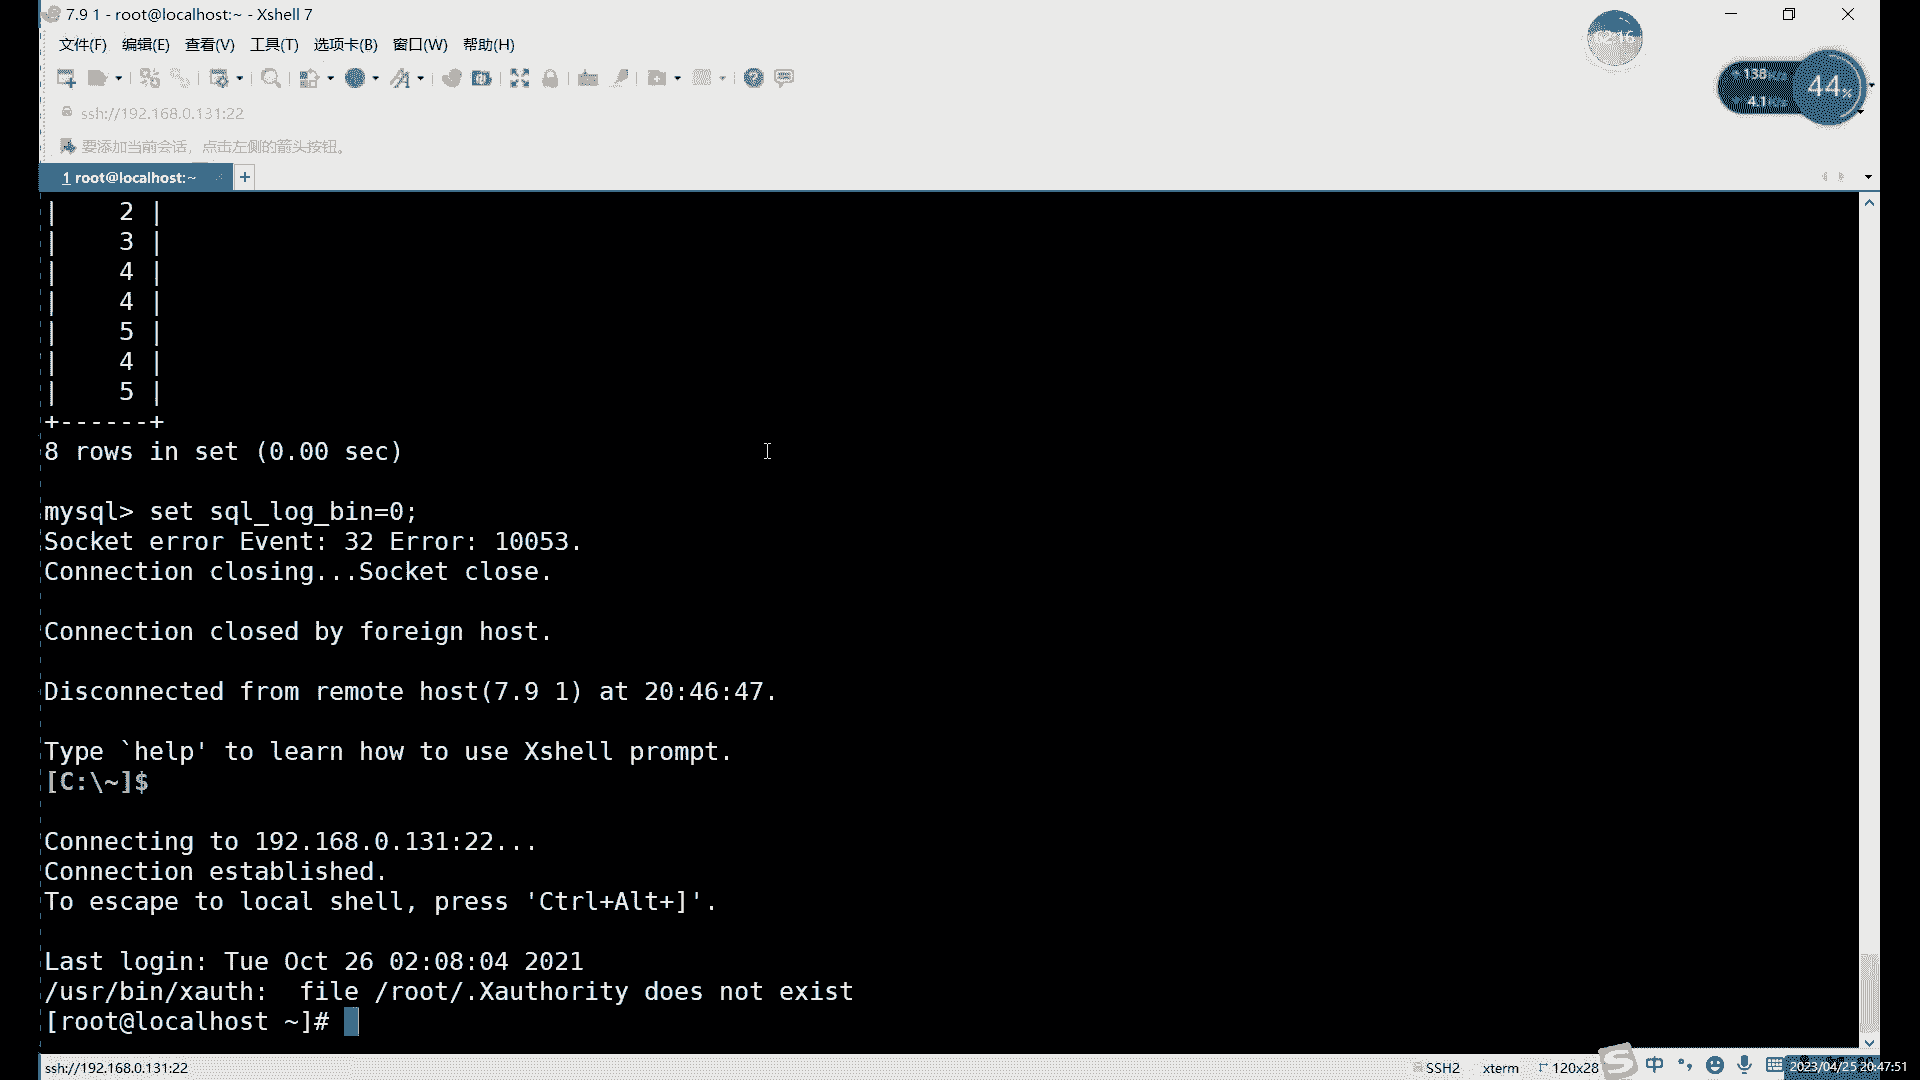 7.9 1 - root@localhost:~ - Xshell 7
文件(F) 编辑(E) 查看(V) 工具(T) 选项卡(B) 窗口(W) 帮助(H)
62:16
138K/s
4.1K/s
44%
ssh://192.168.0.131:22
要添加当前会话，点击左侧的箭头按钮。
1 root@localhost:~ +
|    2 |
|    3 |
|    4 |
|    4 |
|    5 |
|    4 |
|    5 |
+------+
8 rows in set (0.00 sec)
mysql> set sql_log_bin=0;
Socket error Event: 32 Error: 10053.
Connection closing...Socket close.
Connection closed by foreign host.
Disconnected from remote host(7.9 1) at 20:46:47.
Type `help' to learn how to use Xshell prompt.
[C:\~]$
Connecting to 192.168.0.131:22...
Connection established.
To escape to local shell, press 'Ctrl+Alt+]'.
Last login: Tue Oct 26 02:08:04 2021
/usr/bin/xauth:  file /root/.Xauthority does not exist
[root@localhost ~]#
ssh://192.168.0.131:22 SSH2 xterm 120x28 中 2023/04/25 20:47:51